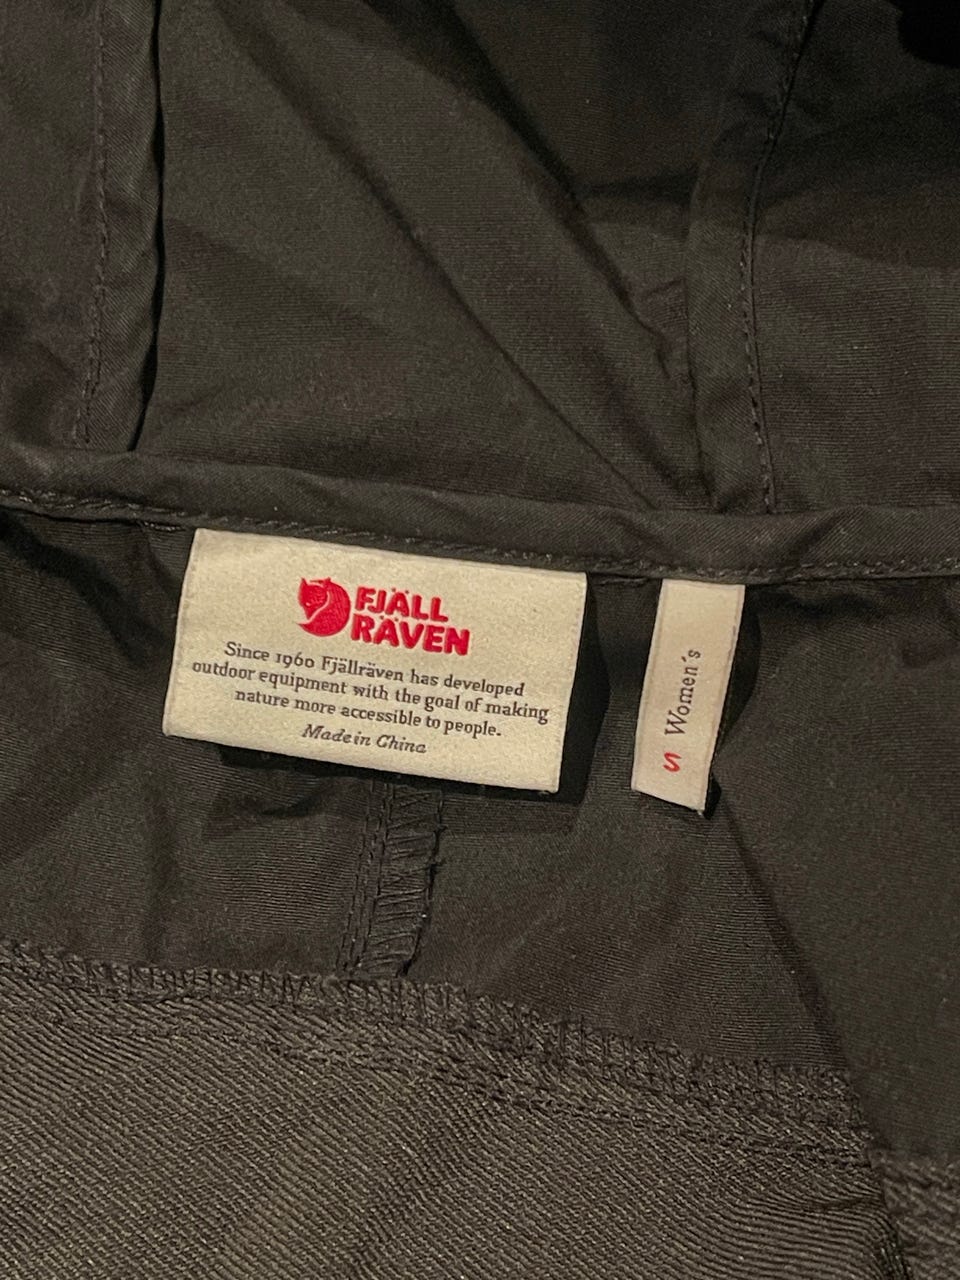 FJÄLL
RÄVEN
Since 1960 Fjällräven has developed
outdoor equipment with the goal of making
nature more accessible to people.
Made in China
S Women's